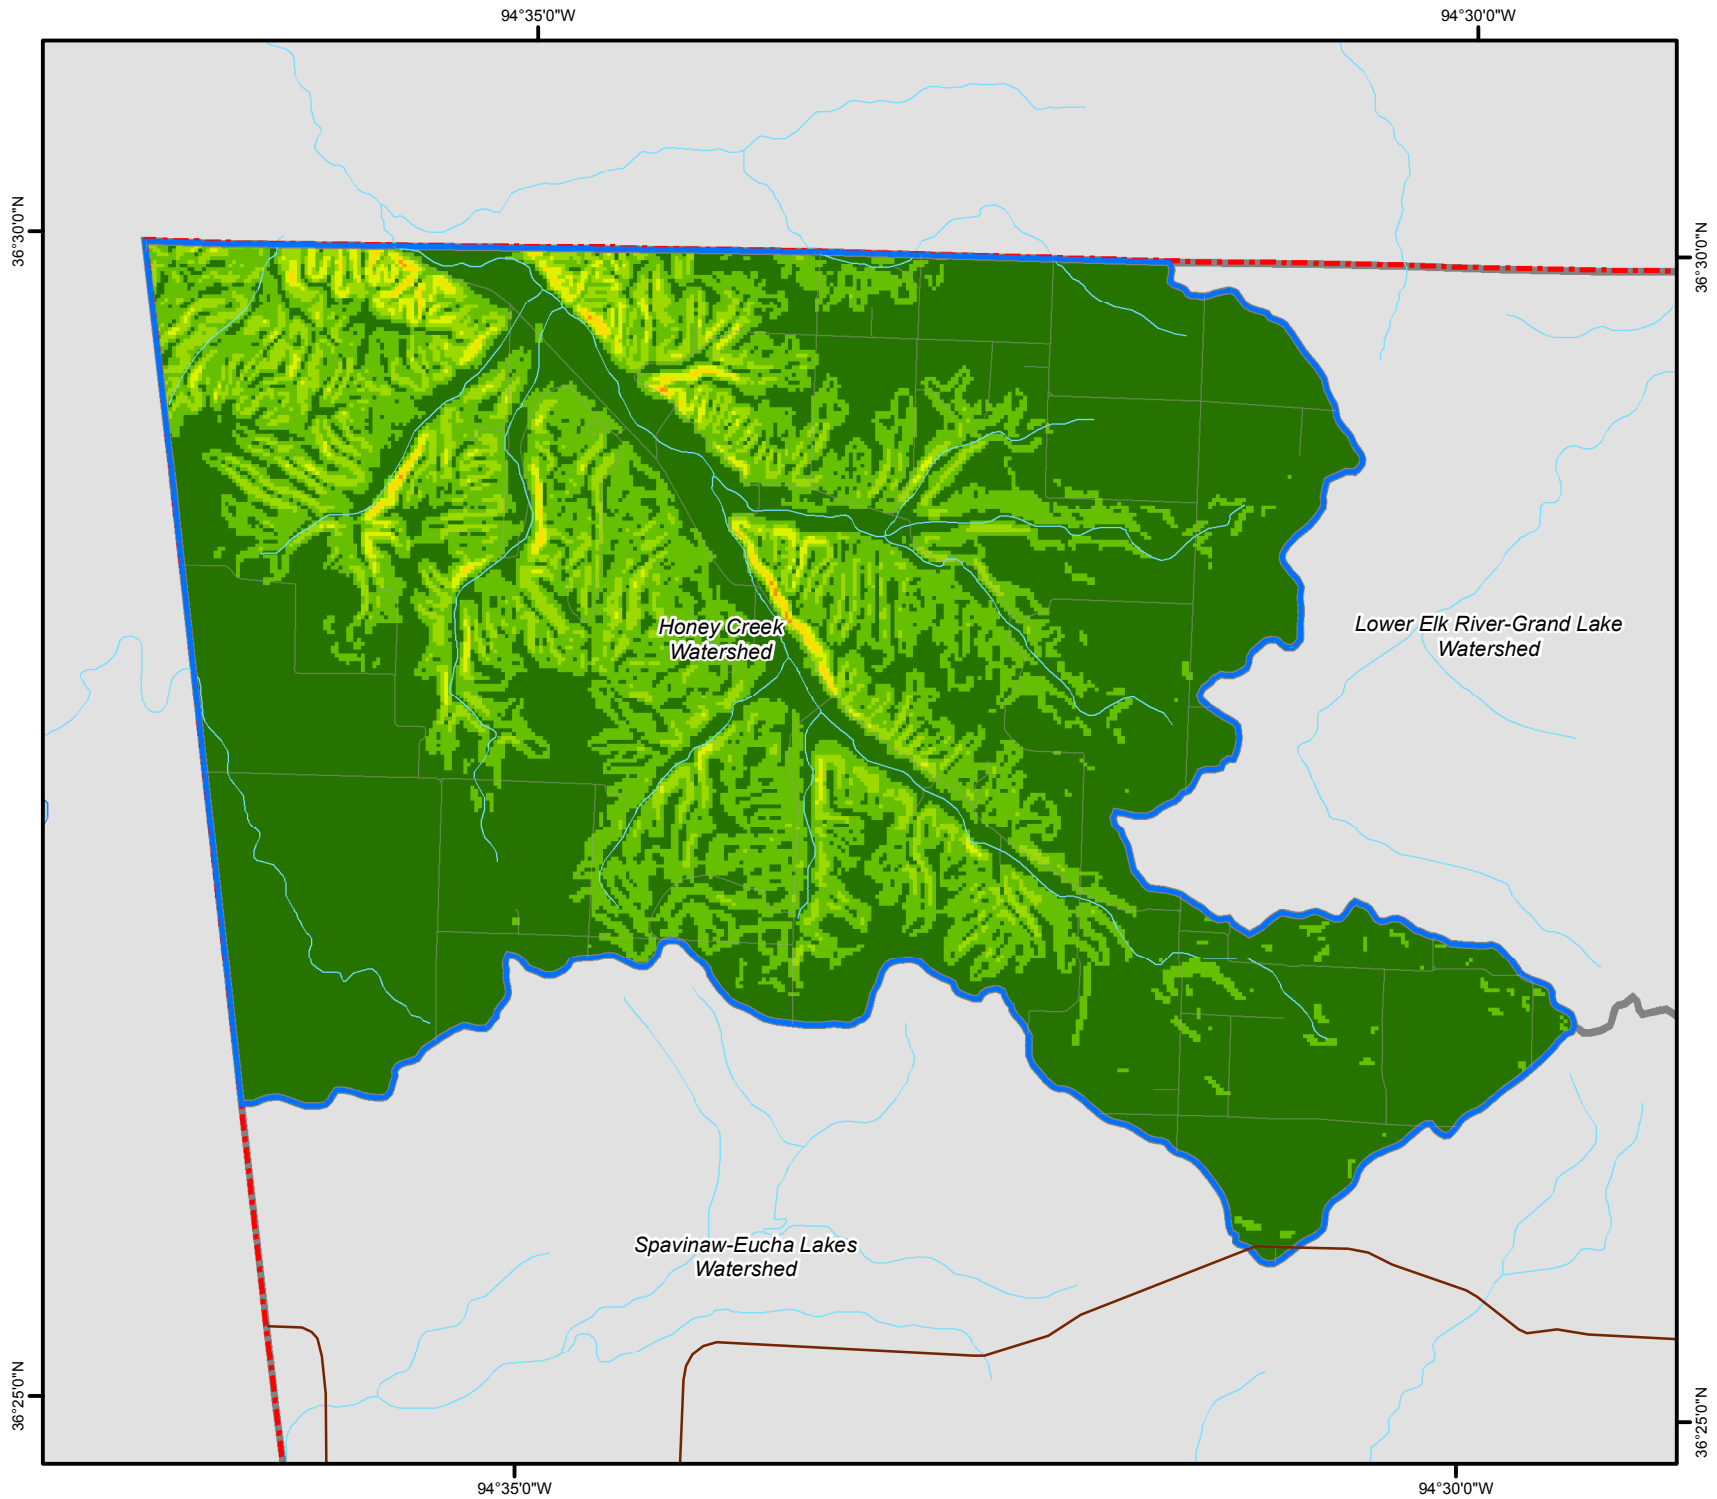 94°35'0"W
94°30'0"W
36°30'0"N
36°30'0"N
Honey Creek
Watershed
Lower Elk River-Grand Lake
Watershed
Spavinaw-Eucha Lakes
Watershed
36°25'0"N
36°25'0"N
94°35'0"W
94°30'0"W